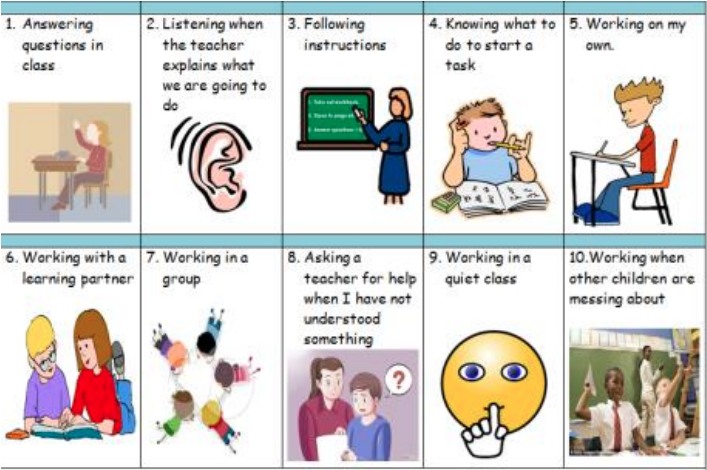 1. Answering
questions in
class
2. Listening when
the teacher
explains what
we are going to
do
3. Following
instructions
4. Knowing what to
do to start a
task
5. Working on my
own.
6. Working with a
learning partner
7. Working in a
group
8. Asking a
teacher for help
when I have not
understood
something
?
9. Working in a
quiet class
10.Working when
other children are
messing about